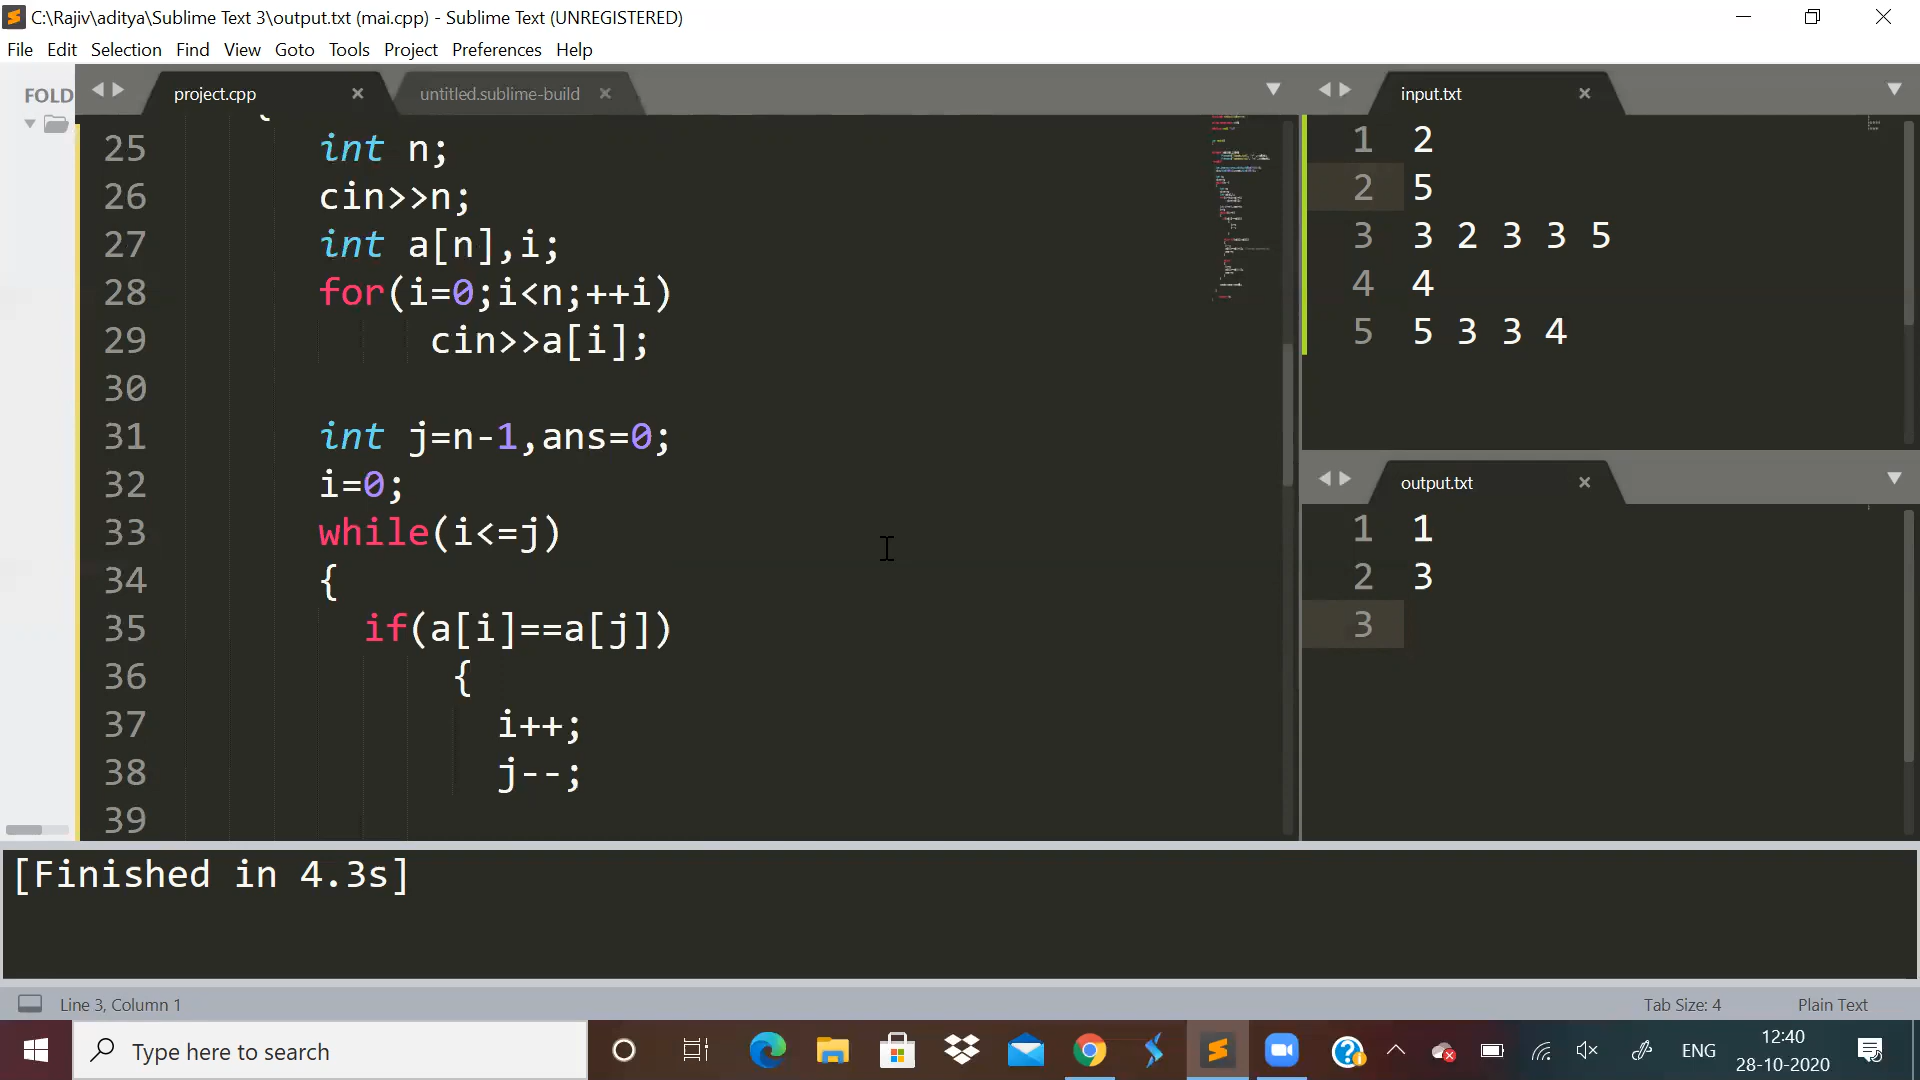 C:\Rajiv\aditya\Sublime Text 3\output.txt (mai.cpp) - Sublime Text (UNREGISTERED)
File Edit Selection Find View Goto Tools Project Preferences Help
FOLD
project.cpp
untitled.sublime-build
25 int n;
26 cin>>n;
27 int a[n],i;
28 for(i=0;i<n;++i)
29 cin>>a[i];
30
31 int j=n-1,ans=0;
32 i=0;
33 while(i<=j)
34 {
35 if(a[i]==a[j])
36 {
37 i++;
38 j--;
39
input.txt
1 2
2 5
3 3 2 3 3 5
4 4
5 5 3 3 4
output.txt
1 1
2 3
3
[Finished in 4.3s]
Line 3, Column 1
Tab Size: 4
Plain Text
Type here to search
ENG
12:40
28-10-2020